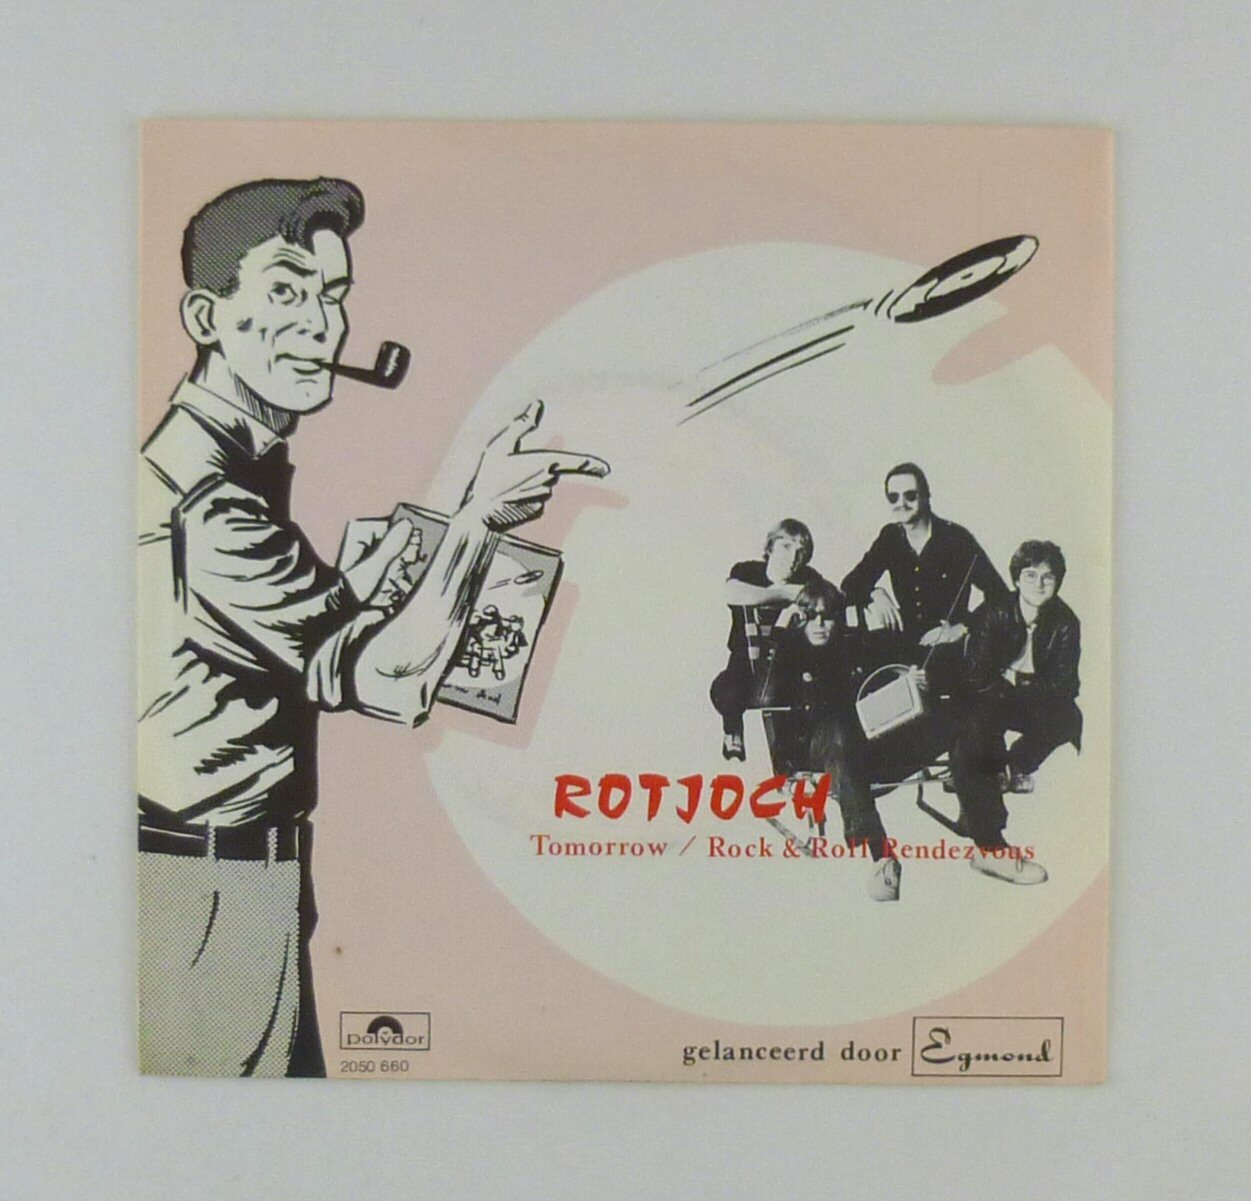 ROTJOCH
Tomorrow / Rock & Roll Rendezvous
polydor
2050 660
gelanceerd door Egmond